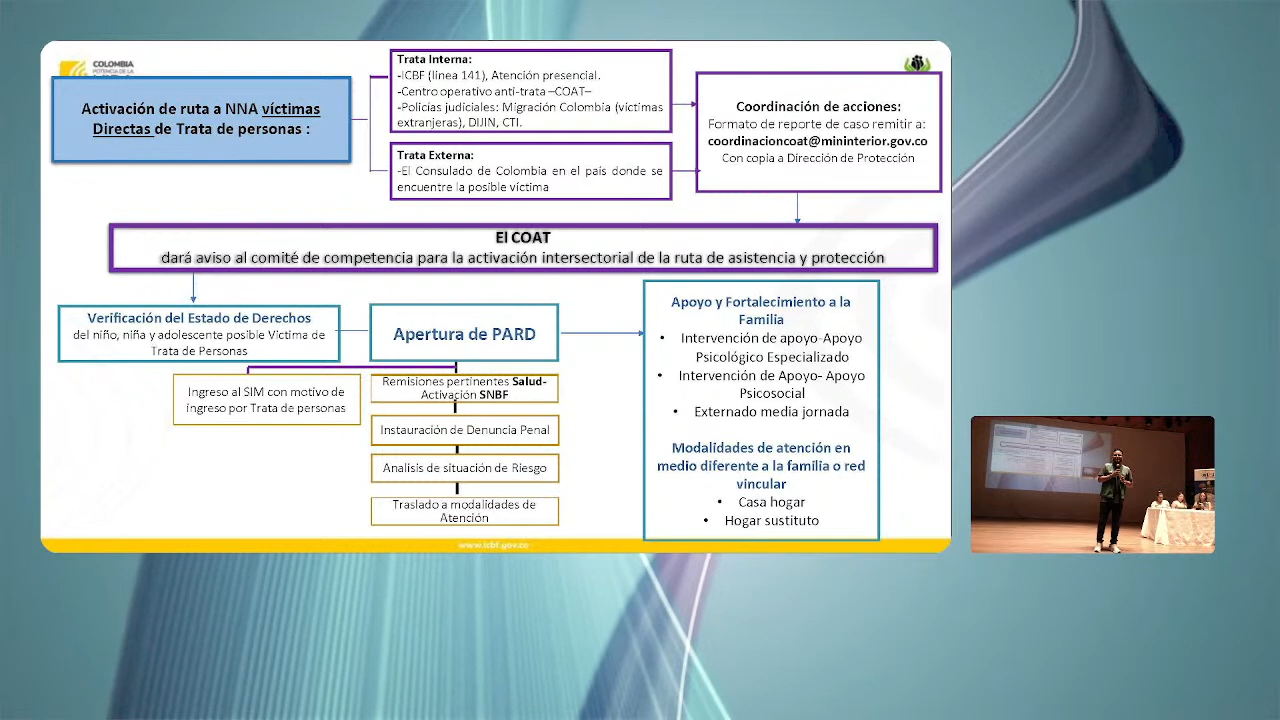 COLOMBIA
POTENCIA DE LA
Activación de ruta a NNA víctimas
Directas de Trata de personas :
Trata Interna:
-ICBF (línea 141), Atención presencial.
-Centro operativo anti-trata –COAT–
-Policías judiciales: Migración Colombia (víctimas
extranjeras), DIJIN, CTI.
Trata Externa:
-El Consulado de Colombia en el país donde se
encuentre la posible víctima
Coordinación de acciones:
Formato de reporte de caso remitir a:
coordinacioncoat@mininterior.gov.co
Con copia a Dirección de Protección
El COAT
dará aviso al comité de competencia para la activación intersectorial de la ruta de asistencia y protección
Verificación del Estado de Derechos
del niño, niña y adolescente posible Víctima de
Trata de Personas
Apertura de PARD
Ingreso al SIM con motivo de
ingreso por Trata de personas
Remisiones pertinentes Salud-
Activación SNBF
Instauración de Denuncia Penal
Analisis de situación de Riesgo
Traslado a modalidades de
Atención
Apoyo y Fortalecimiento a la
Familia
• Intervención de apoyo-Apoyo
Psicológico Especializado
• Intervención de Apoyo- Apoyo
Psicosocial
• Externado media jornada
Modalidades de atención en
medio diferente a la familia o red
vincular
• Casa hogar
• Hogar sustituto
www.icbf.gov.co